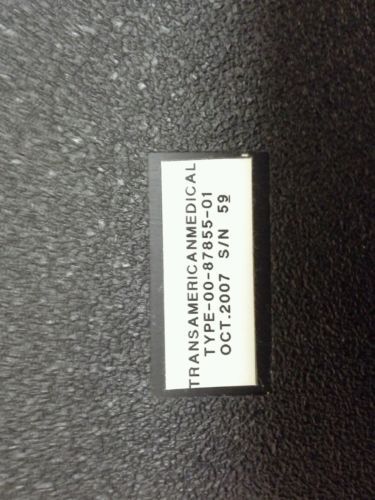 TRANSAMERICANMEDICAL
TYPE-00-87855-01
OCT.2007 S/N 59